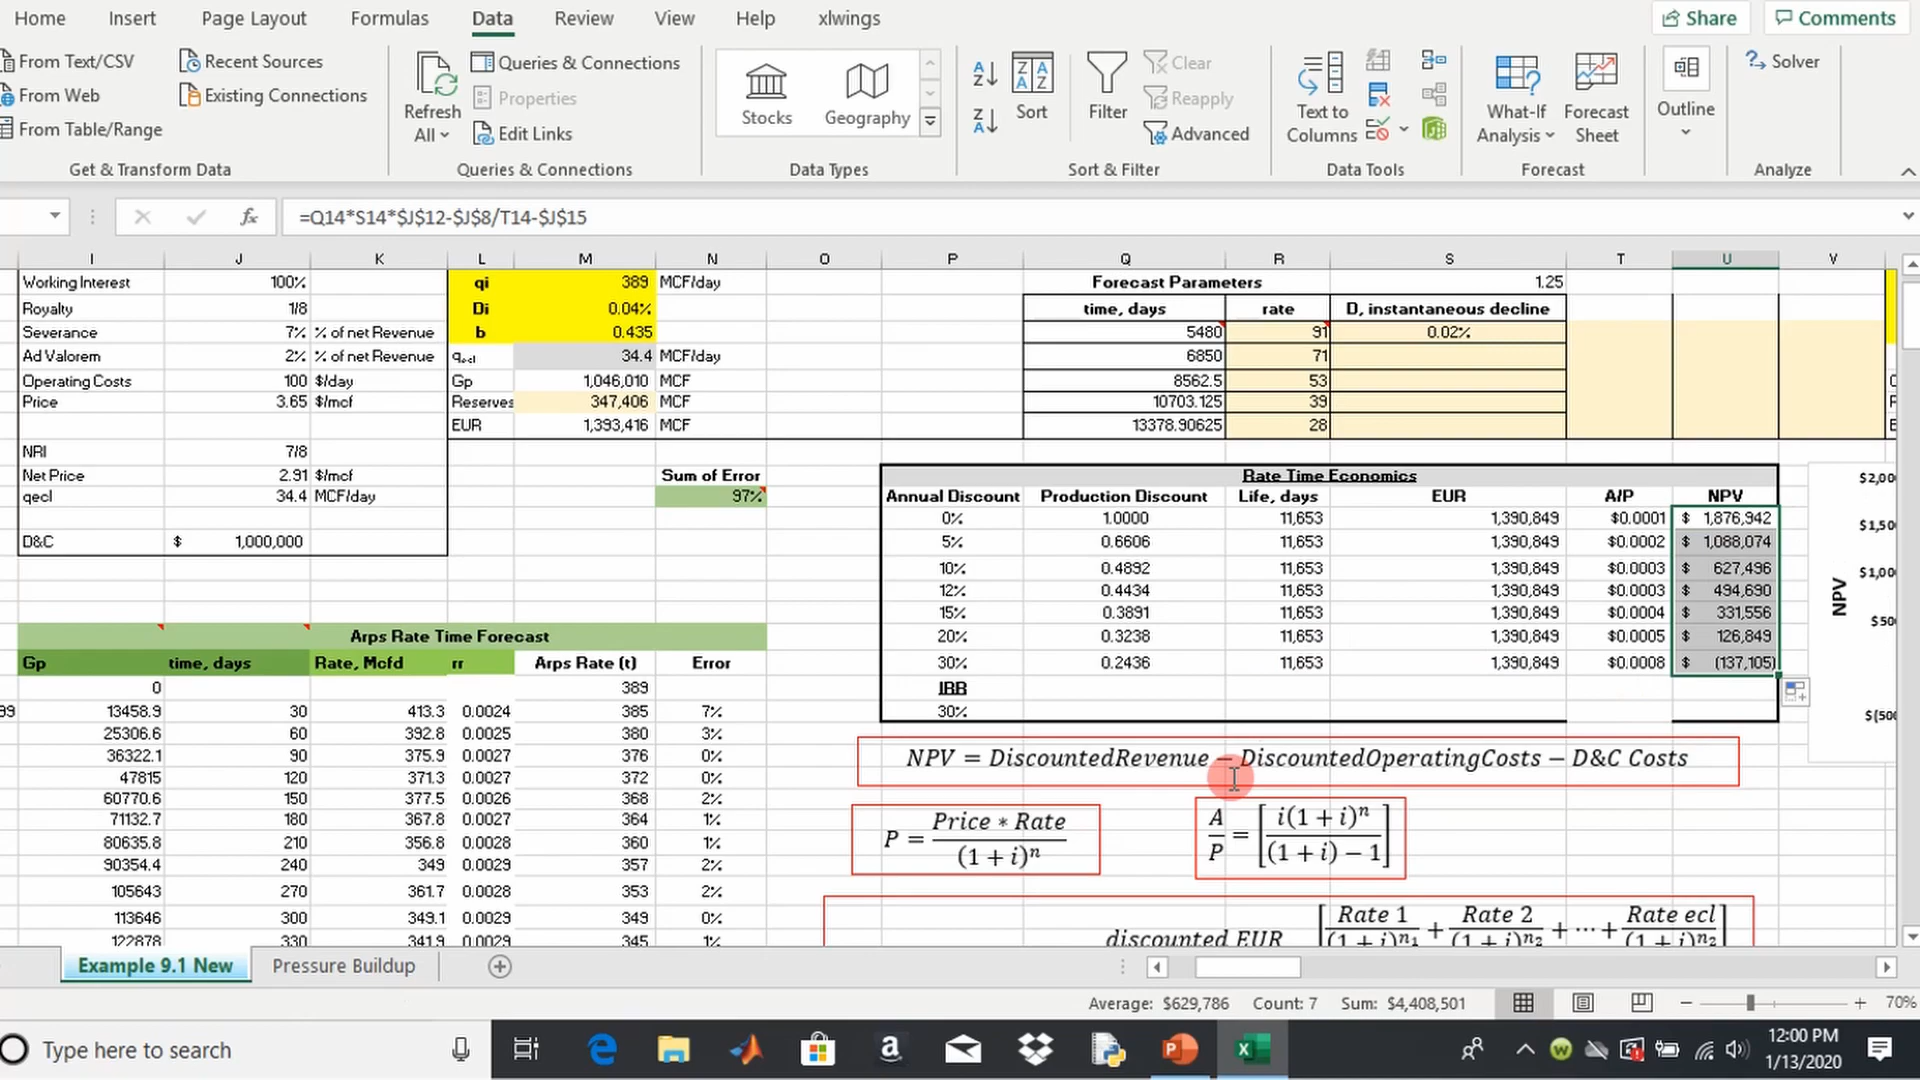 Home Insert Page Layout Formulas Data Review View Help xlwings Share Comments
From Text/CSV Recent Sources Queries & Connections Clear Solver
From Web Existing Connections Properties Reapply
From Table/Range Refresh All Edit Links Stocks Geography Sort Filter Advanced Text to Columns What-If Analysis Forecast Sheet Outline
Get & Transform Data Queries & Connections Data Types Sort & Filter Data Tools Forecast Analyze
fx =Q14*S14*$J$12-$J$8/T14-$J$15
I J K L M N O P Q R S T U V
Working Interest 100% qi 389 MCF/day Forecast Parameters 1.25
Royalty 1/8 Di 0.04% time, days rate D, instantaneous decline
Severance 7% % of net Revenue b 0.435 5480 91 0.02%
Ad Valorem 2% % of net Revenue qecl 34.4 MCF/day 6850 71
Operating Costs 100 $/day Gp 1,046,010 MCF 8562.5 53
Price 3.65 $/mcf Reserves 347,406 MCF 10703.125 39
EUR 1,393,416 MCF 13378.90625 28
NRI 7/8
Net Price 2.91 $/mcf Sum of Error Rate Time Economics
qecl 34.4 MCF/day 97% Annual Discount Production Discount Life, days EUR A/P NPV
0% 1.0000 11,653 1,390,849 $0.0001 $ 1,876,942
D&C $ 1,000,000 5% 0.6606 11,653 1,390,849 $0.0002 $ 1,088,074
10% 0.4892 11,653 1,390,849 $0.0003 $ 627,496
12% 0.4434 11,653 1,390,849 $0.0003 $ 494,690
15% 0.3891 11,653 1,390,849 $0.0004 $ 331,556
Arps Rate Time Forecast 20% 0.3238 11,653 1,390,849 $0.0005 $ 126,849
Gp time, days Rate, Mcfd rr Arps Rate (t) Error 30% 0.2436 11,653 1,390,849 $0.0008 $ (137,105)
0 389 IRR
13458.9 30 413.3 0.0024 385 7% 30%
25306.6 60 392.8 0.0025 380 3%
36322.1 90 375.9 0.0027 376 0%
47815 120 371.3 0.0027 372 0%
60770.6 150 377.5 0.0026 368 2%
71132.7 180 367.8 0.0027 364 1%
80635.8 210 356.8 0.0028 360 1%
90354.4 240 349 0.0029 357 2%
105643 270 361.7 0.0028 353 2%
113646 300 349.1 0.0029 349 0%
122878 330 341.9 0.0029 345 1%
NPV
$2,00
$1,50
$1,00
$50
$(50
NPV = DiscountedRevenue − DiscountedOperatingCosts − D&C Costs
P = Price * Rate / (1 + i)^n
A/P = [i(1 + i)^n / (1 + i) − 1]
discounted EUR [Rate 1 / (1 + i)^n1 + Rate 2 / (1 + i)^n2 + ⋯ + Rate ecl / (1 + i)^n2]
Example 9.1 New Pressure Buildup
Average: $629,786 Count: 7 Sum: $4,408,501 70%
Type here to search 12:00 PM
1/13/2020